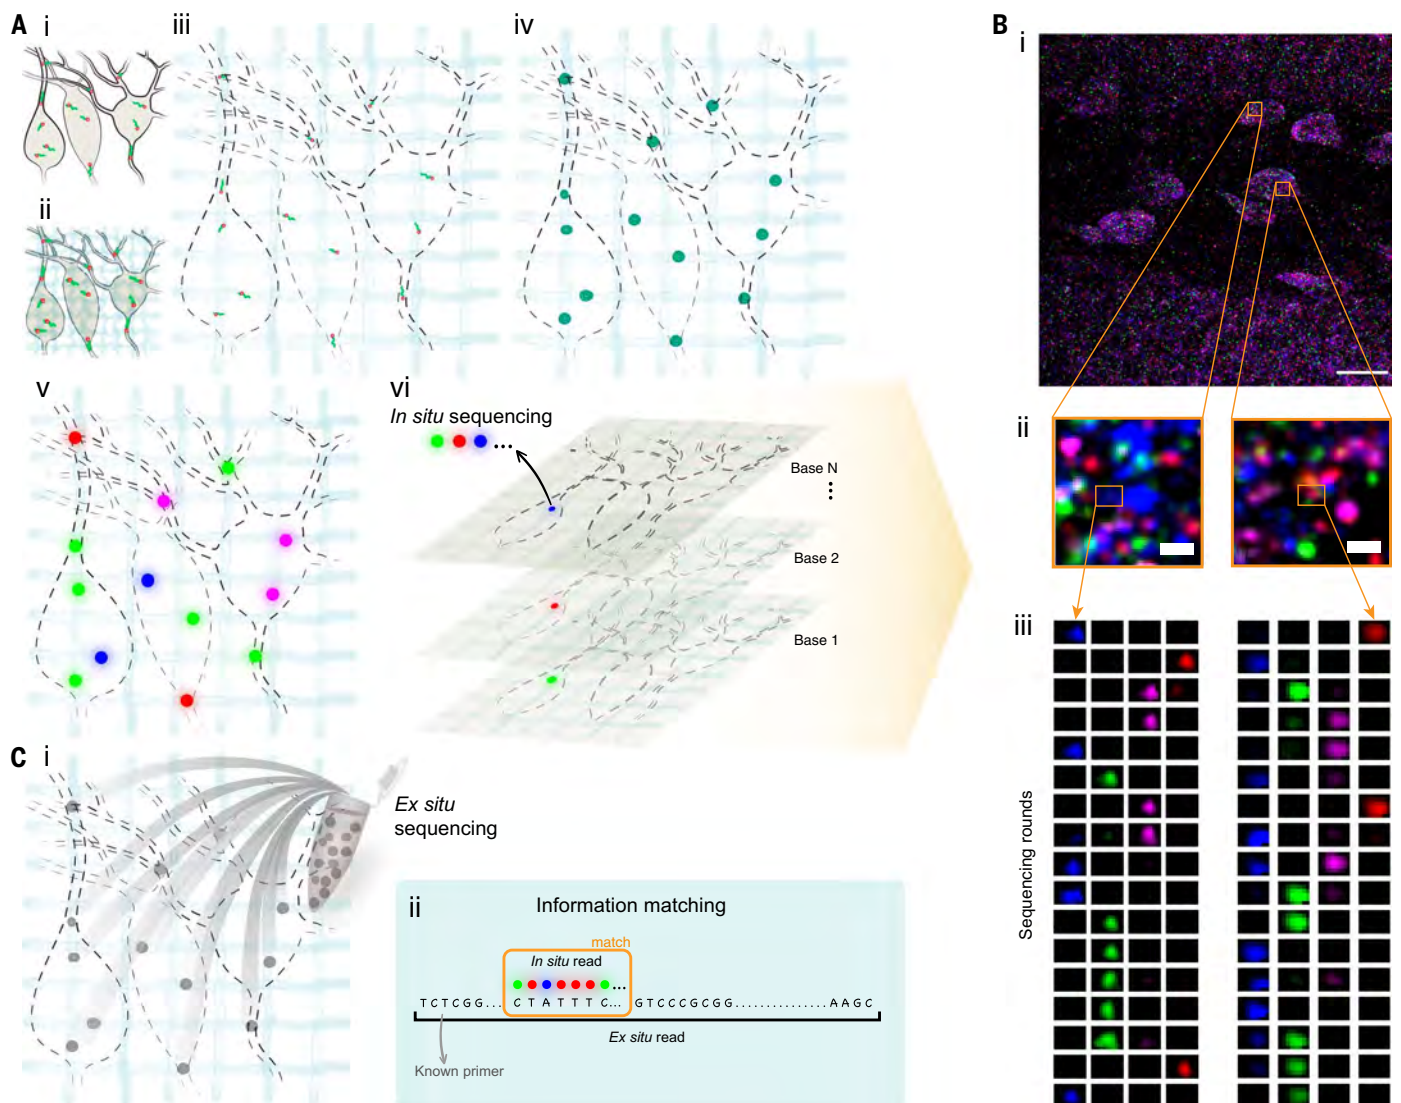 A
i
iii
iv
B
i
ii
v
vi
In situ sequencing
...
Base N
Base 2
Base 1
ii
iii
Sequencing rounds
C
i
Ex situ
sequencing
ii
Information matching
match
In situ read
...
TCTCGG... CTATTTC... GTCCCGCGG...............AAGC
Ex situ read
Known primer